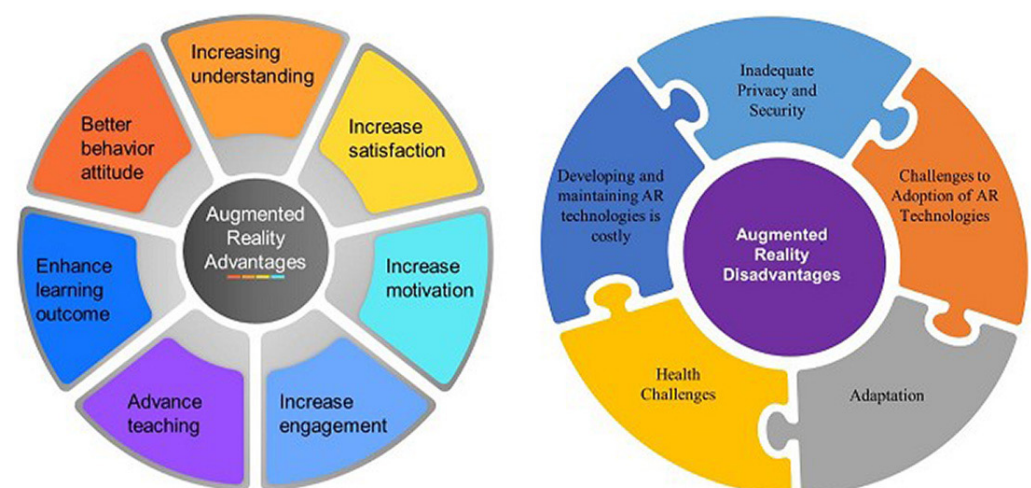 Increasing
understanding
Increase
satisfaction
Increase
motivation
Increase
engagement
Advance
teaching
Enhance
learning
outcome
Better
behavior
attitude
Augmented
Reality
Advantages
Inadequate
Privacy and
Security
Challenges to
Adoption of AR
Technologies
Adaptation
Health
Challenges
Developing and
maintaining AR
technologies is
costly
Augmented
Reality
Disadvantages